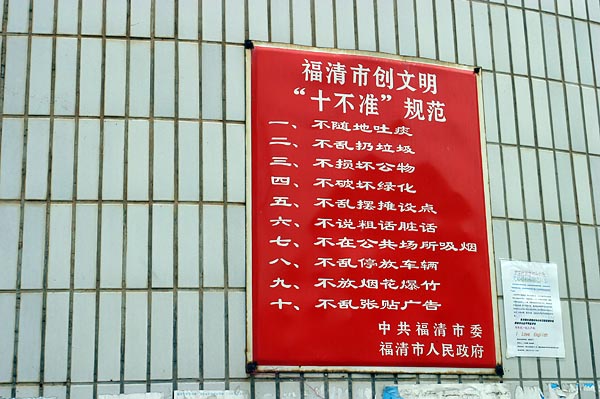 福清市创文明
“十不准”规范
一、不随地吐痰
二、不乱扔垃圾
三、不损坏公物
四、不破坏绿化
五、不乱摆摊设点
六、不说粗话脏话
七、不在公共场所吸烟
八、不乱停放车辆
九、不放烟花爆竹
十、不乱张贴广告
中共福清市委
福清市人民政府